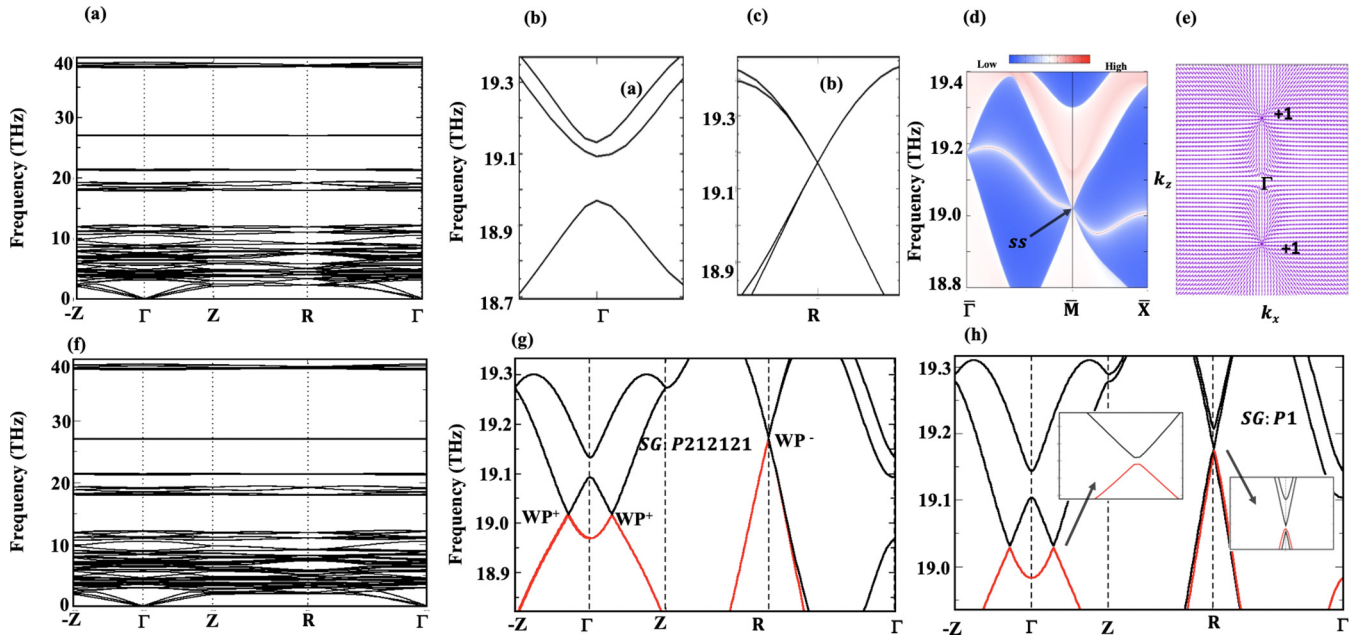 (a)
Frequency (THz)
40
30
20
10
0
-Z Γ Z R Γ
(b)
(a)
Frequency (THz)
19.3
19.1
18.9
18.7
Γ
(c)
(b)
19.3
19.1
18.9
R
(d)
Low High
Frequency (THz)
19.4
19.2
19.0
18.8
ss
Γ̄ M̄ X̄
(e)
k_z
+1
Γ
+1
k_x
(f)
Frequency (THz)
40
30
20
10
0
-Z Γ Z R Γ
(g)
Frequency (THz)
19.3
19.2
19.1
19.0
18.9
SG: P212121
WP⁻
WP⁺ WP⁺
-Z Γ Z R Γ
(h)
19.3
19.2
19.1
19.0
SG: P1
-Z Γ Z R Γ